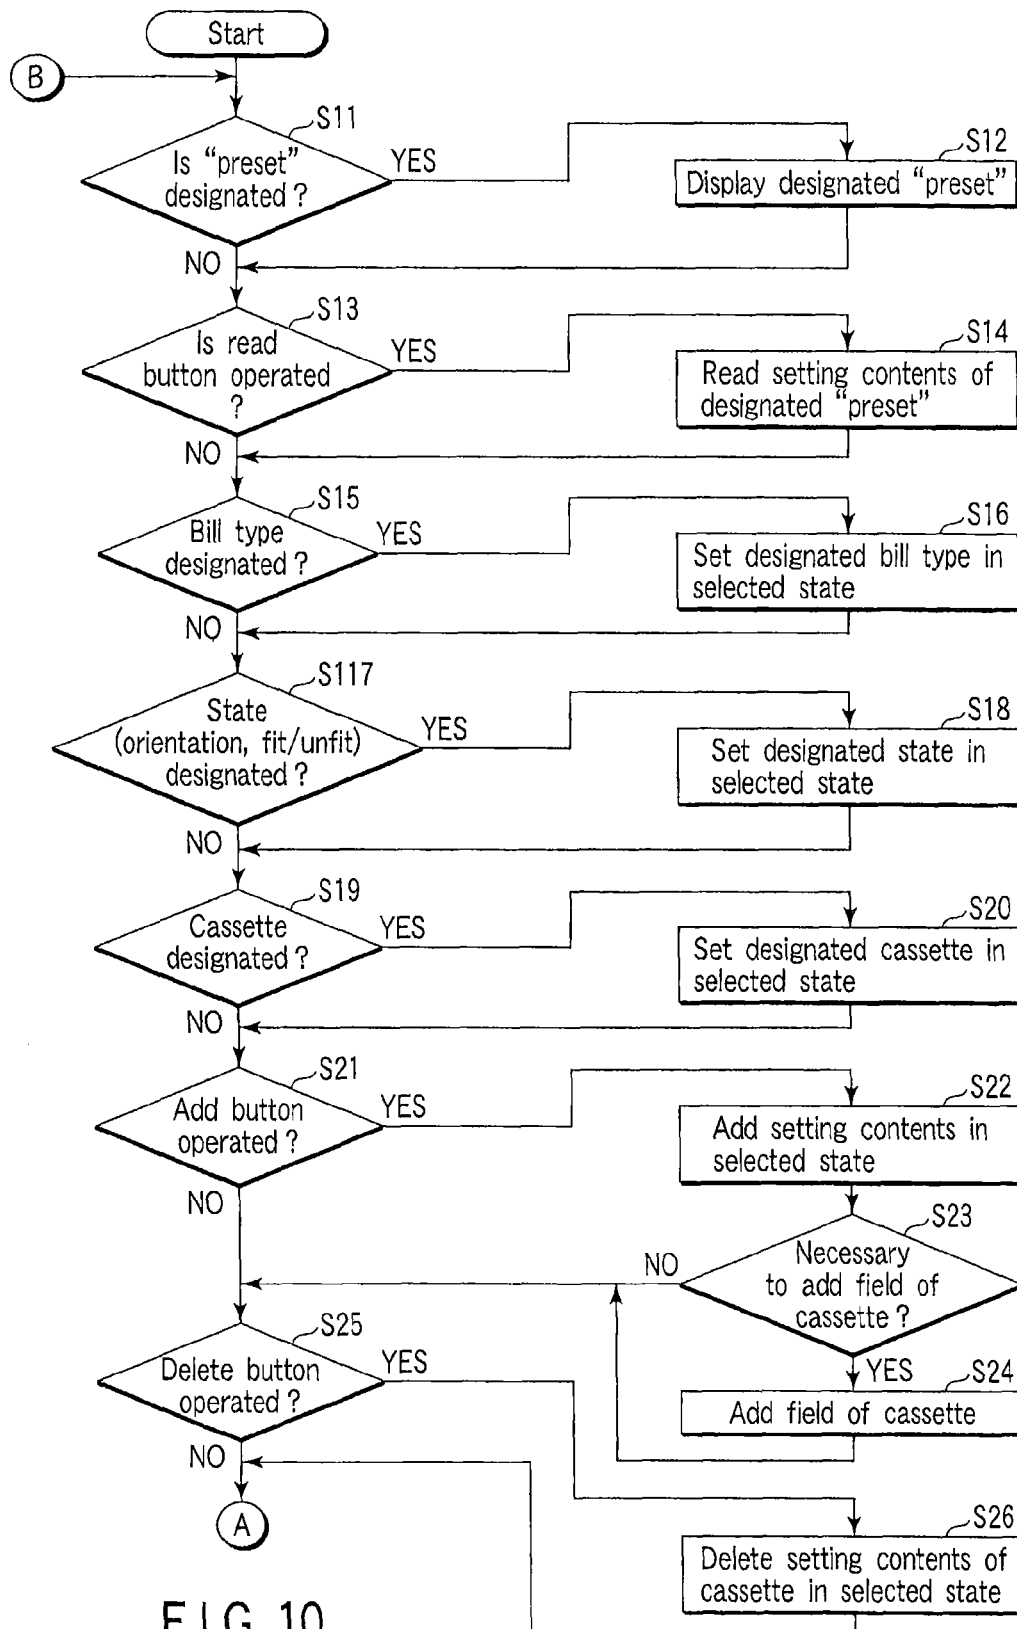 Start
B
S11
Is “preset”
designated ?
YES
S12
Display designated “preset”
NO
S13
Is read
button operated
?
YES
S14
Read setting contents of
designated “preset”
NO
S15
Bill type
designated ?
YES
S16
Set designated bill type in
selected state
NO
S117
State
(orientation, fit/unfit)
designated ?
YES
S18
Set designated state in
selected state
NO
S19
Cassette
designated ?
YES
S20
Set designated cassette in
selected state
NO
S21
Add button
operated ?
YES
S22
Add setting contents in
selected state
NO
S23
Necessary
to add field of
cassette ?
NO
YES
S24
Add field of cassette
S25
Delete button
operated ?
YES
NO
A
S26
Delete setting contents of
cassette in selected state
FIG. 10